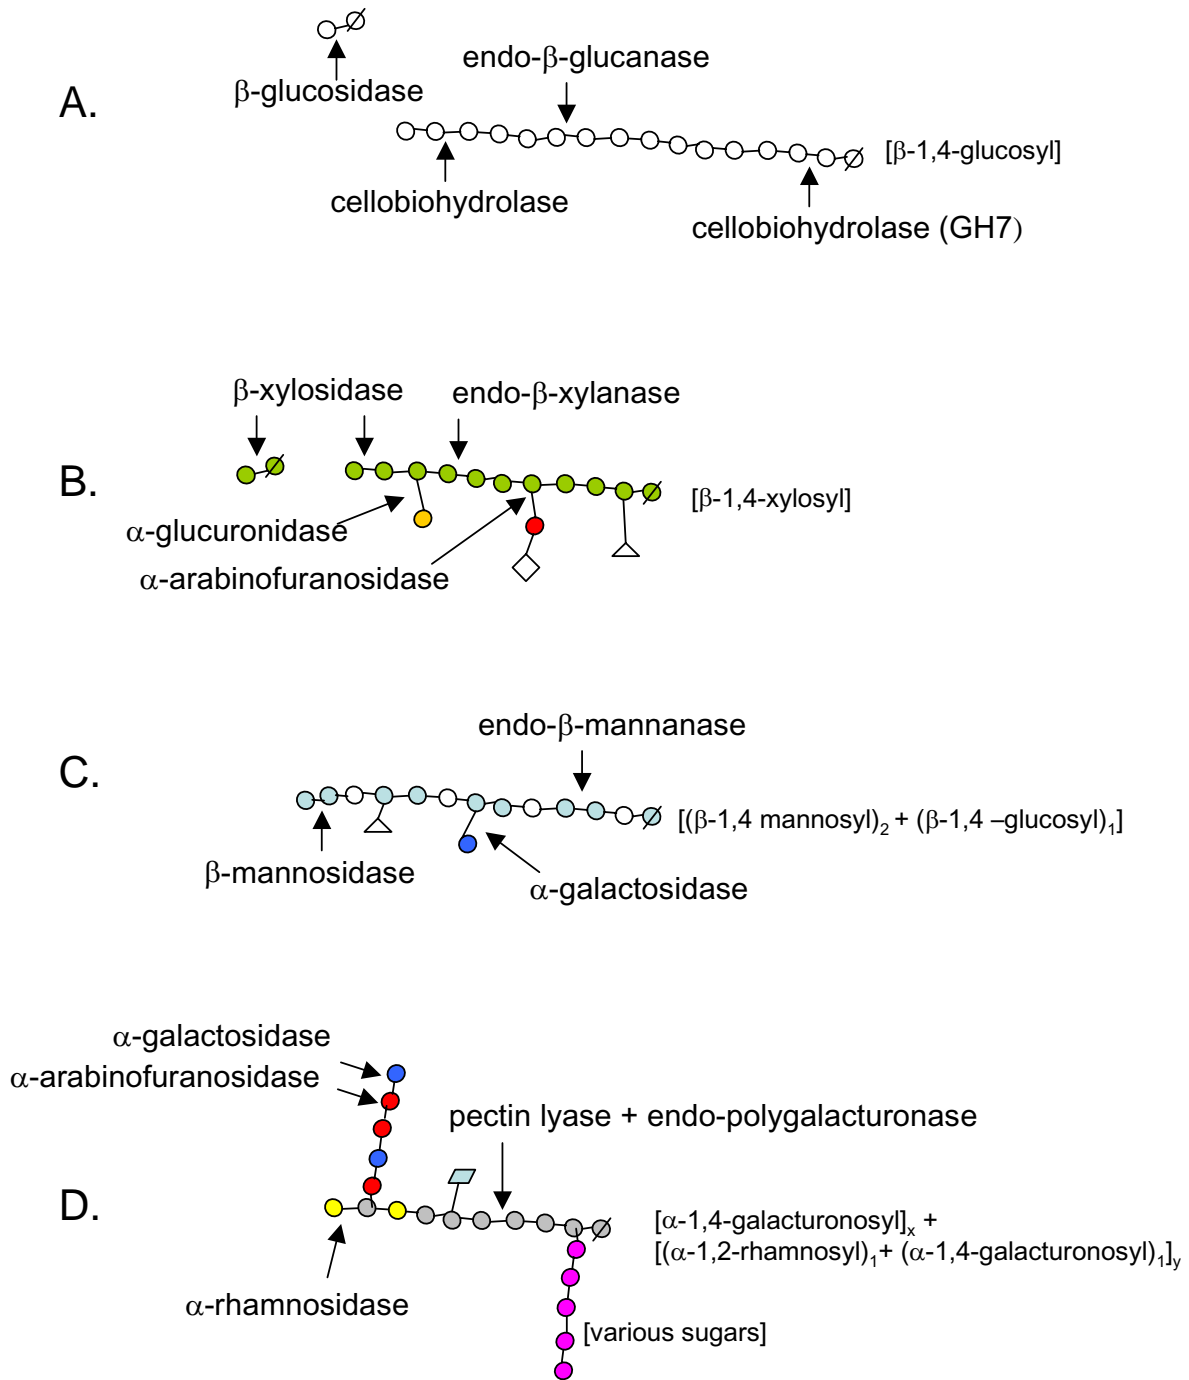 A.
β-glucosidase
endo-β-glucanase
[β-1,4-glucosyl]
cellobiohydrolase
cellobiohydrolase (GH7)
B.
β-xylosidase
endo-β-xylanase
[β-1,4-xylosyl]
α-glucuronidase
α-arabinofuranosidase
C.
endo-β-mannanase
[(β-1,4 mannosyl)2 + (β-1,4 –glucosyl)1]
β-mannosidase
α-galactosidase
D.
α-galactosidase
α-arabinofuranosidase
pectin lyase + endo-polygalacturonase
[α-1,4-galacturonosyl]x +
[(α-1,2-rhamnosyl)1+ (α-1,4-galacturonosyl)1]y
α-rhamnosidase
[various sugars]